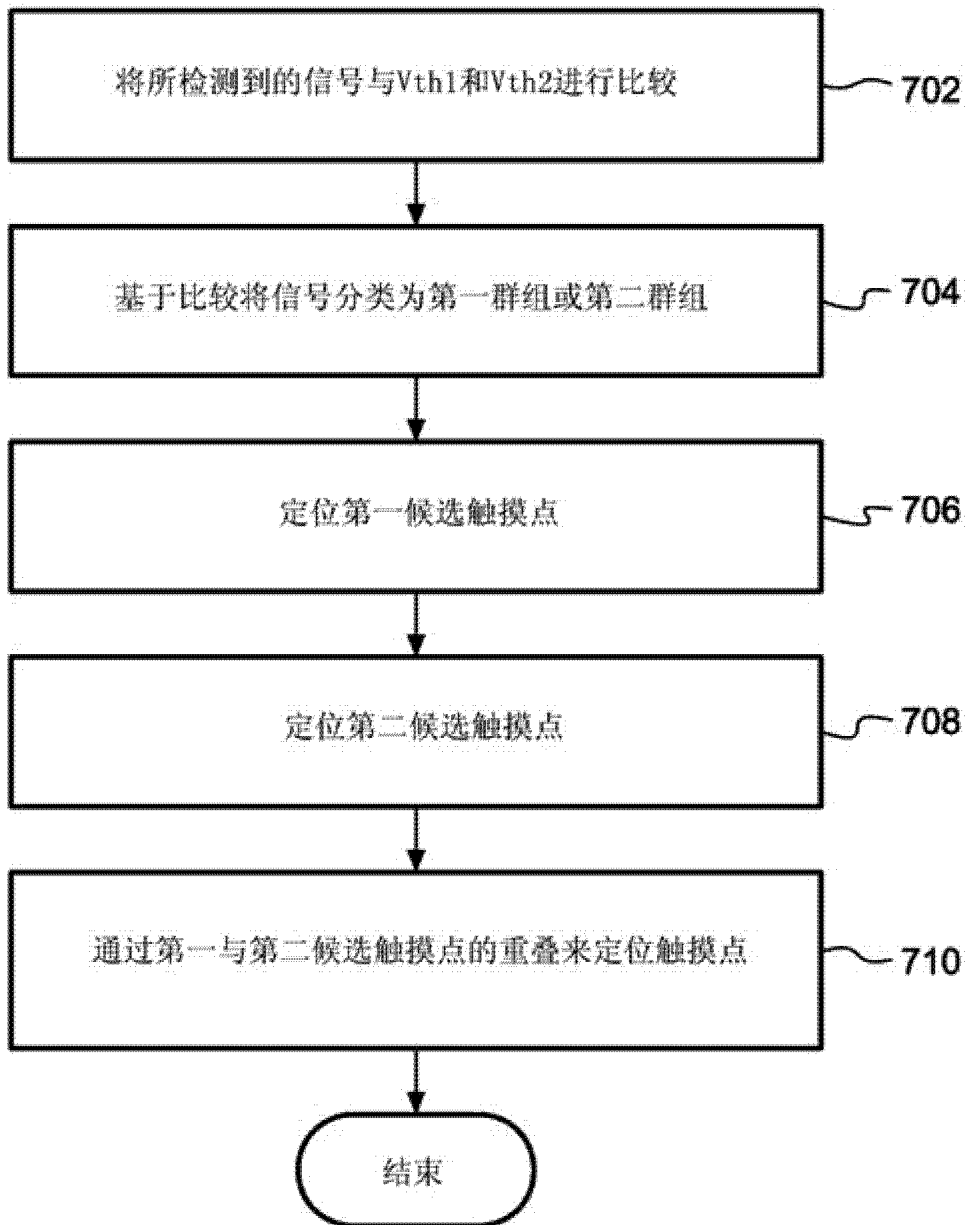 将所检测到的信号与Vth1和Vth2进行比较
702
基于比较将信号分类为第一群组或第二群组
704
定位第一候选触摸点
706
定位第二候选触摸点
708
通过第一与第二候选触摸点的重叠来定位触摸点
710
结束